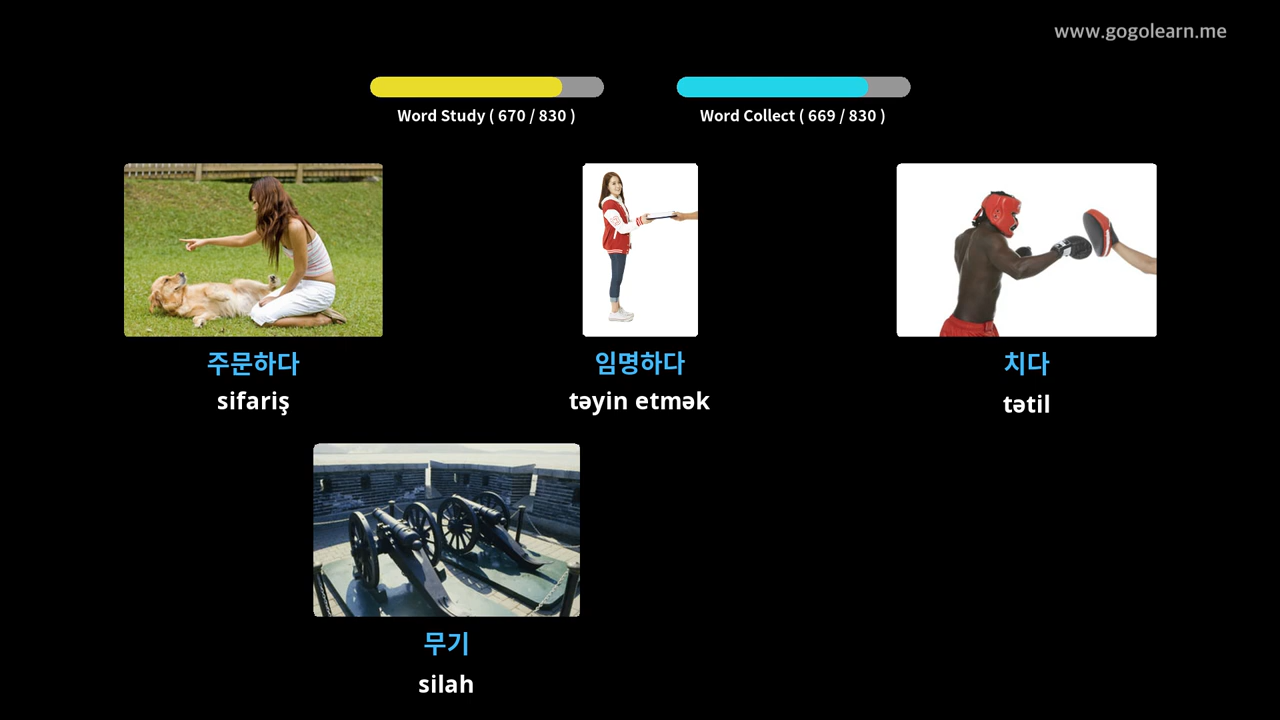 www.gogolearn.me
Word Study ( 670 / 830 )
Word Collect ( 669 / 830 )
주문하다
sifariş
임명하다
təyin etmək
치다
tətil
무기
silah